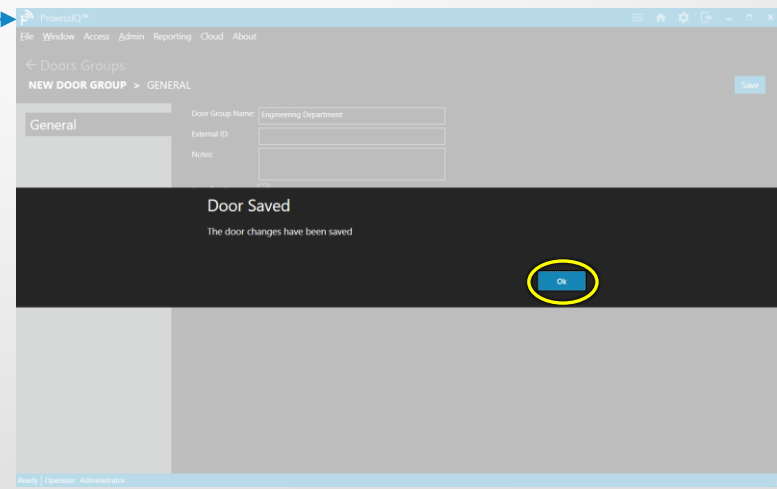 ProxessIQ™
File Window Access Admin Reporting Cloud About
Doors Groups
NEW DOOR GROUP > GENERAL
Save
General
Door Group Name: Engineering Department
External ID:
Notes:
Door Saved
The door changes have been saved
Ok
Ready Operator: Administrator